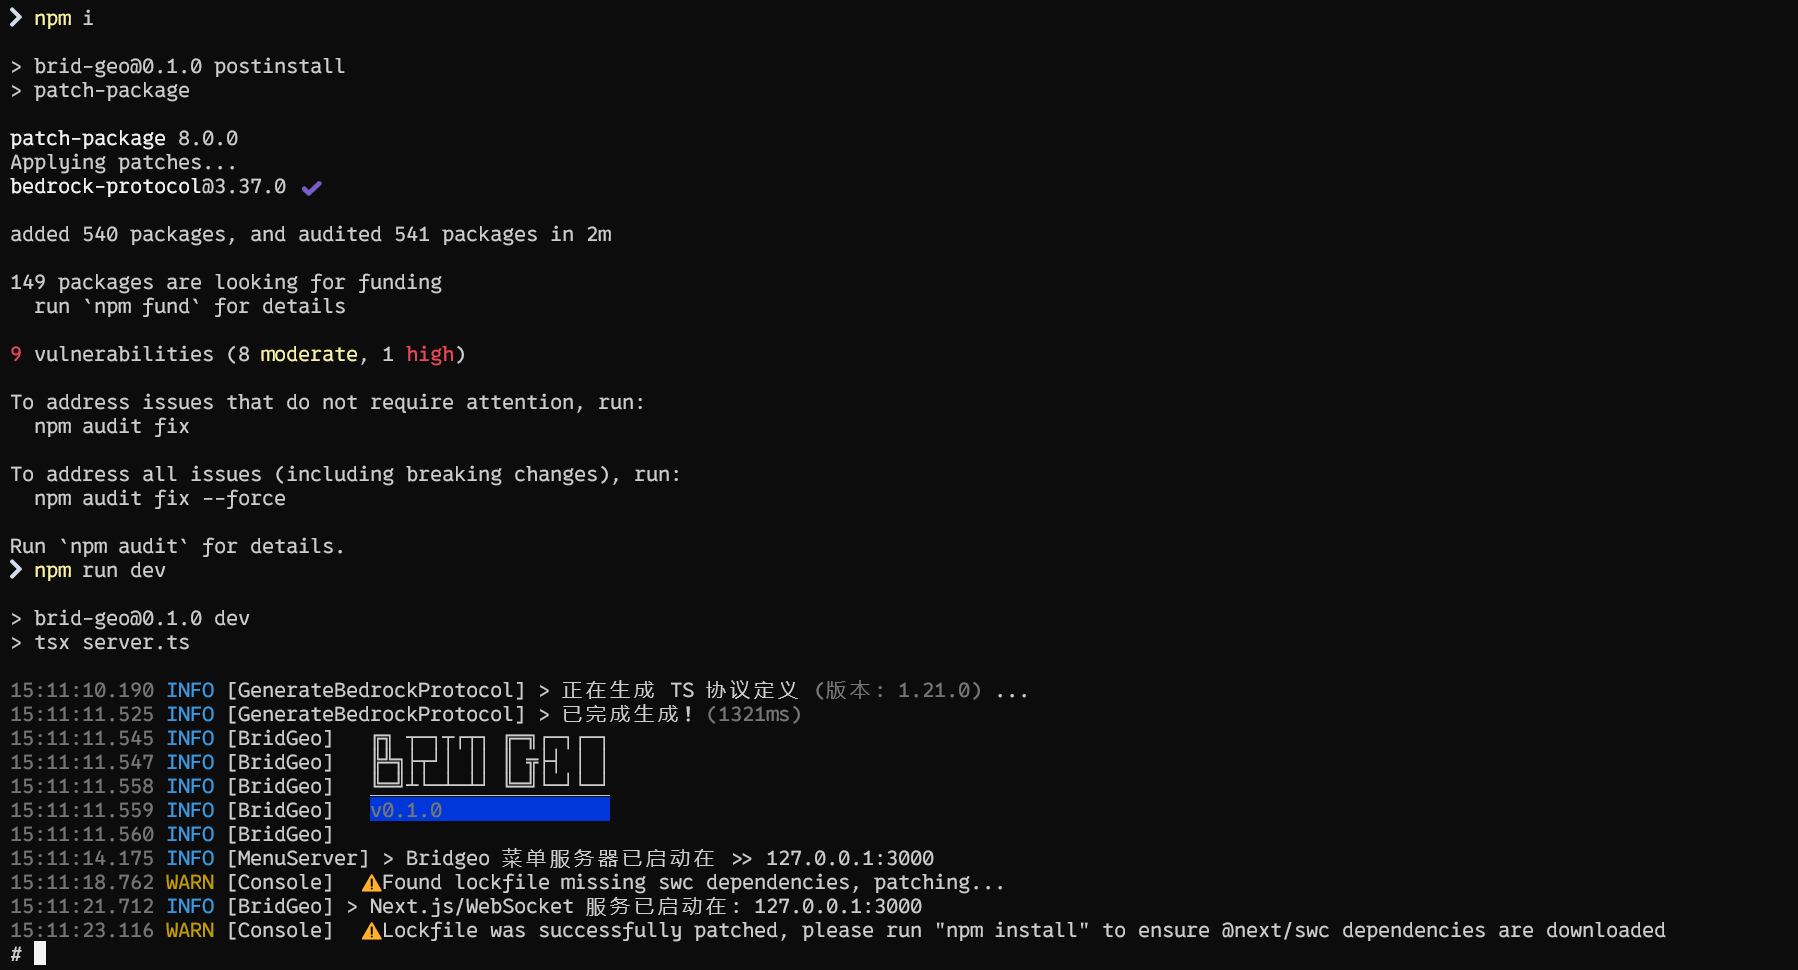 ❯ npm i
> brid-geo@0.1.0 postinstall
> patch-package
patch-package 8.0.0
Applying patches...
bedrock-protocol@3.37.0 ✔
added 540 packages, and audited 541 packages in 2m
149 packages are looking for funding
  run `npm fund` for details
9 vulnerabilities (8 moderate, 1 high)
To address issues that do not require attention, run:
  npm audit fix
To address all issues (including breaking changes), run:
  npm audit fix --force
Run `npm audit` for details.
❯ npm run dev
> brid-geo@0.1.0 dev
> tsx server.ts
15:11:10.190 INFO [GenerateBedrockProtocol] > 正在生成 TS 协议定义 (版本: 1.21.0) ...
15:11:11.525 INFO [GenerateBedrockProtocol] > 已完成生成! (1321ms)
15:11:11.545 INFO [BridGeo]
15:11:11.547 INFO [BridGeo]
15:11:11.558 INFO [BridGeo]
15:11:11.559 INFO [BridGeo] v0.1.0
15:11:11.560 INFO [BridGeo]
15:11:14.175 INFO [MenuServer] > Bridgeo 菜单服务器已启动在 >> 127.0.0.1:3000
15:11:18.762 WARN [Console] ⚠Found lockfile missing swc dependencies, patching...
15:11:21.712 INFO [BridGeo] > Next.js/WebSocket 服务已启动在: 127.0.0.1:3000
15:11:23.116 WARN [Console] ⚠Lockfile was successfully patched, please run "npm install" to ensure @next/swc dependencies are downloaded
#